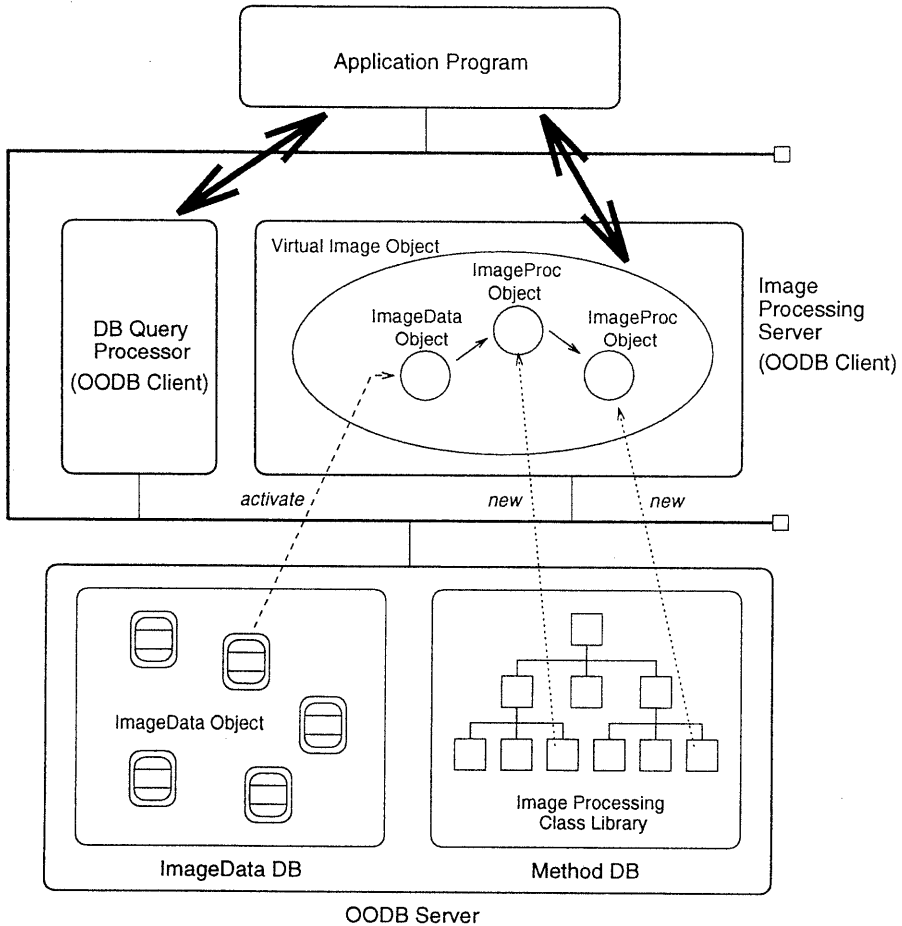 Application Program
Virtual Image Object
ImageProc
Object
ImageData
Object
ImageProc
Object
Image
Processing
Server
(OODB Client)
DB Query
Processor
(OODB Client)
activate
new
new
ImageData Object
Image Processing
Class Library
ImageData DB
Method DB
OODB Server